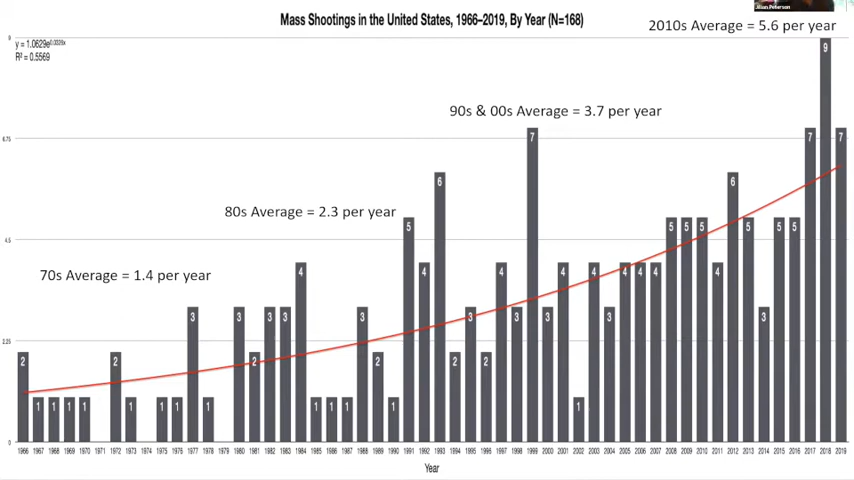 Jillian Peterson
Mass Shootings in the United States, 1966–2019, By Year (N=168)
2010s Average = 5.6 per year
9
R² = 0.5569
90s & 00s Average = 3.7 per year
6.75
80s Average = 2.3 per year
4.5
70s Average = 1.4 per year
2.25
0
2 1 1 1 1 2 1 1 1 3 1 3 2 3 3 4 1 1 1 3 2 1 5 4 6 2 3 2 4 3 7 3 4 1 4 3 4 4 4 5 5 5 4 6 5 3 5 5 7 9 7
1966 1967 1968 1969 1970 1971 1972 1973 1974 1975 1976 1977 1978 1979 1980 1981 1982 1983 1984 1985 1986 1987 1988 1989 1990 1991 1992 1993 1994 1995 1996 1997 1998 1999 2000 2001 2002 2003 2004 2005 2006 2007 2008 2009 2010 2011 2012 2013 2014 2015 2016 2017 2018 2019
Year